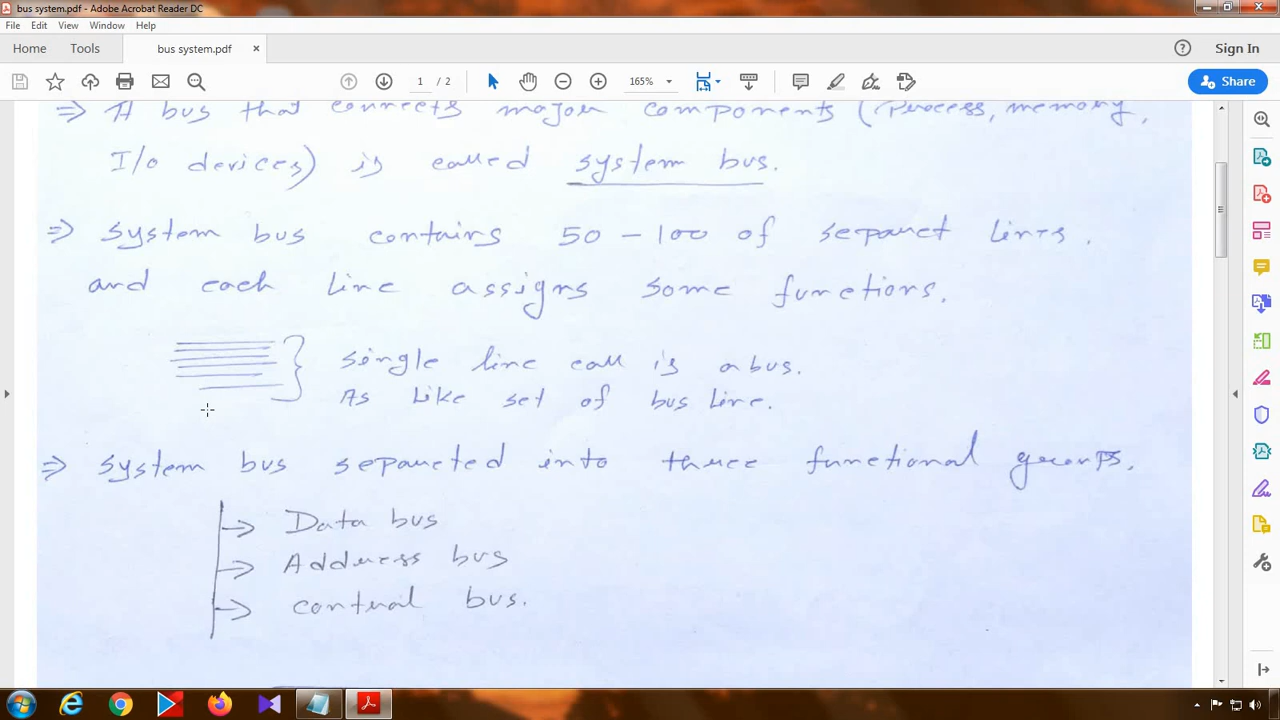 bus system.pdf - Adobe Acrobat Reader DC
File Edit View Window Help
Home Tools bus system.pdf × Sign In
1 / 2 165% Share
⇒ A bus that connects major components (Process, memory,
I/o devices) is called system bus.
⇒ system bus contains 50 – 100 of separet lines.
and each line assigns some functions.
single line call is a bus.
As like set of bus line.
⇒ system bus separeted into three functional groups.
→ Data bus
→ Address bus
→ control bus.